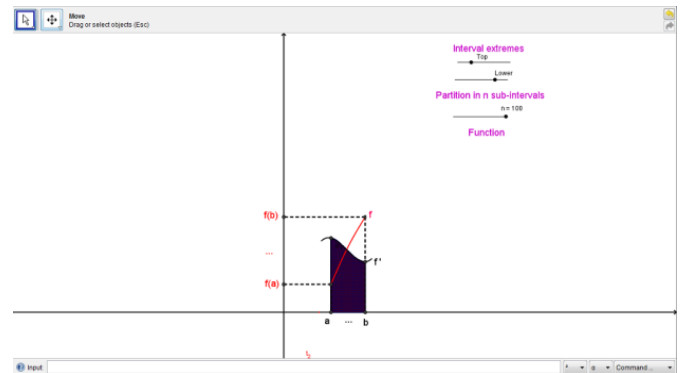 Move
Drag or select objects (Esc)
Interval extremes
Top
Lower
Partition in n sub-intervals
n = 100
Function
f(b)
f
...
f'
f(a)
a ... b
Input
Command...